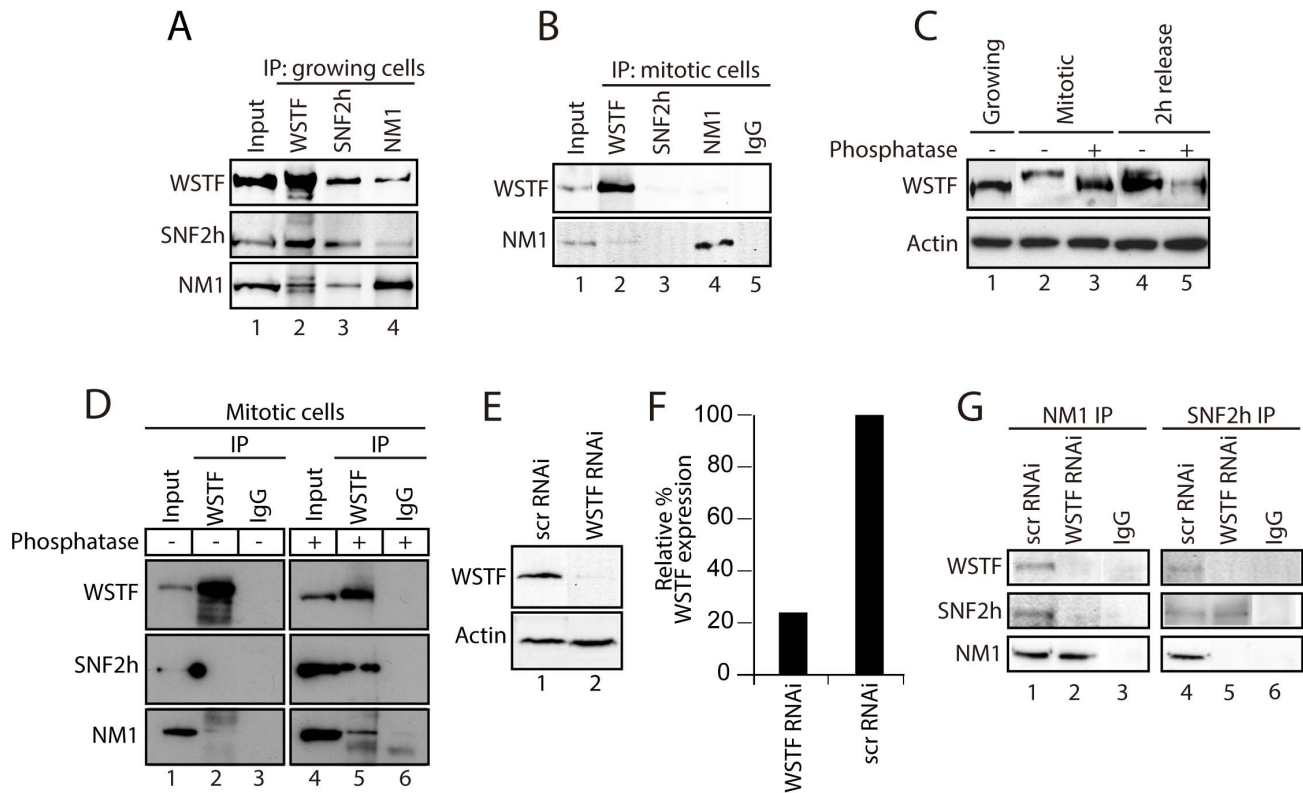 A
IP: growing cells
Input
WSTF
SNF2h
NM1
WSTF
SNF2h
NM1
1 2 3 4
B
IP: mitotic cells
Input
WSTF
SNF2h
NM1
IgG
WSTF
NM1
1 2 3 4 5
C
Growing
Mitotic
2h release
Phosphatase - - + - +
WSTF
Actin
1 2 3 4 5
D
Mitotic cells
IP IP
Input
WSTF
IgG
Input
WSTF
IgG
Phosphatase - - - + + +
WSTF
SNF2h
NM1
1 2 3 4 5 6
E
scr RNAi
WSTF RNAi
WSTF
Actin
1 2
F
Relative %
WSTF expression
100
80
60
40
20
0
WSTF RNAi
scr RNAi
G
NM1 IP SNF2h IP
scr RNAi
WSTF RNAi
IgG
scr RNAi
WSTF RNAi
IgG
WSTF
SNF2h
NM1
1 2 3 4 5 6